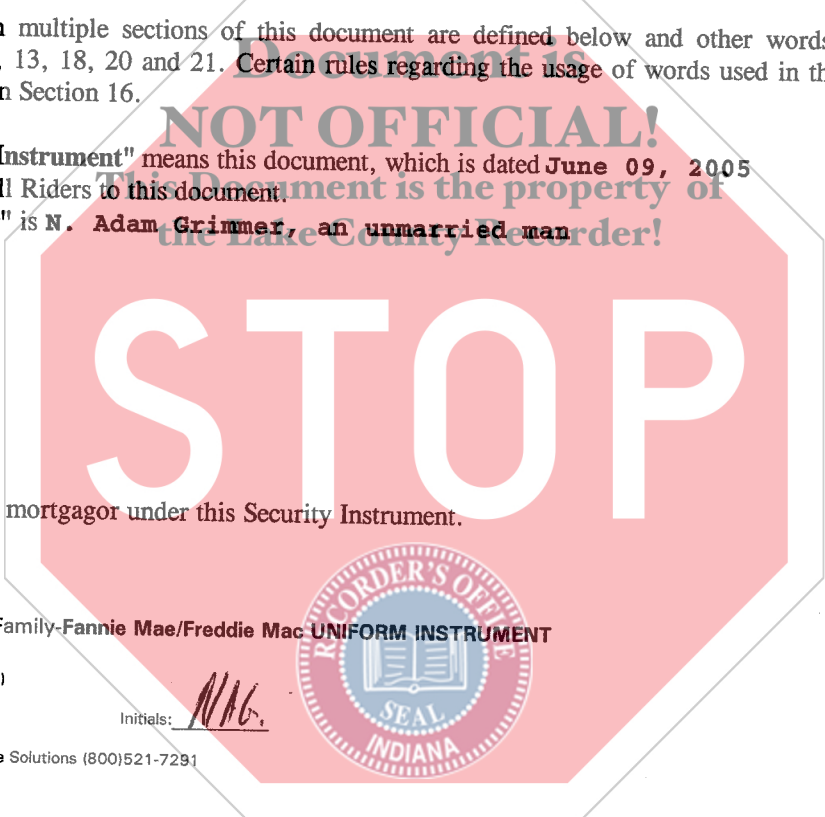 multiple sections of this document are defined below and other words
, 13, 18, 20 and 21. Certain rules regarding the usage of words used in th
n Section 16.
Document is
NOT OFFICIAL!
This Document is the property of
the Lake County Recorder!
Instrument" means this document, which is dated June 09, 2005
ll Riders to this document.
" is N. Adam Grimmer, an unmarried man
STOP
mortgagor under this Security Instrument.
Family-Fannie Mae/Freddie Mac UNIFORM INSTRUMENT
)
Initials: NAG.
e Solutions (800)521-7291
RECORDER'S OFFICE
SEAL
INDIANA